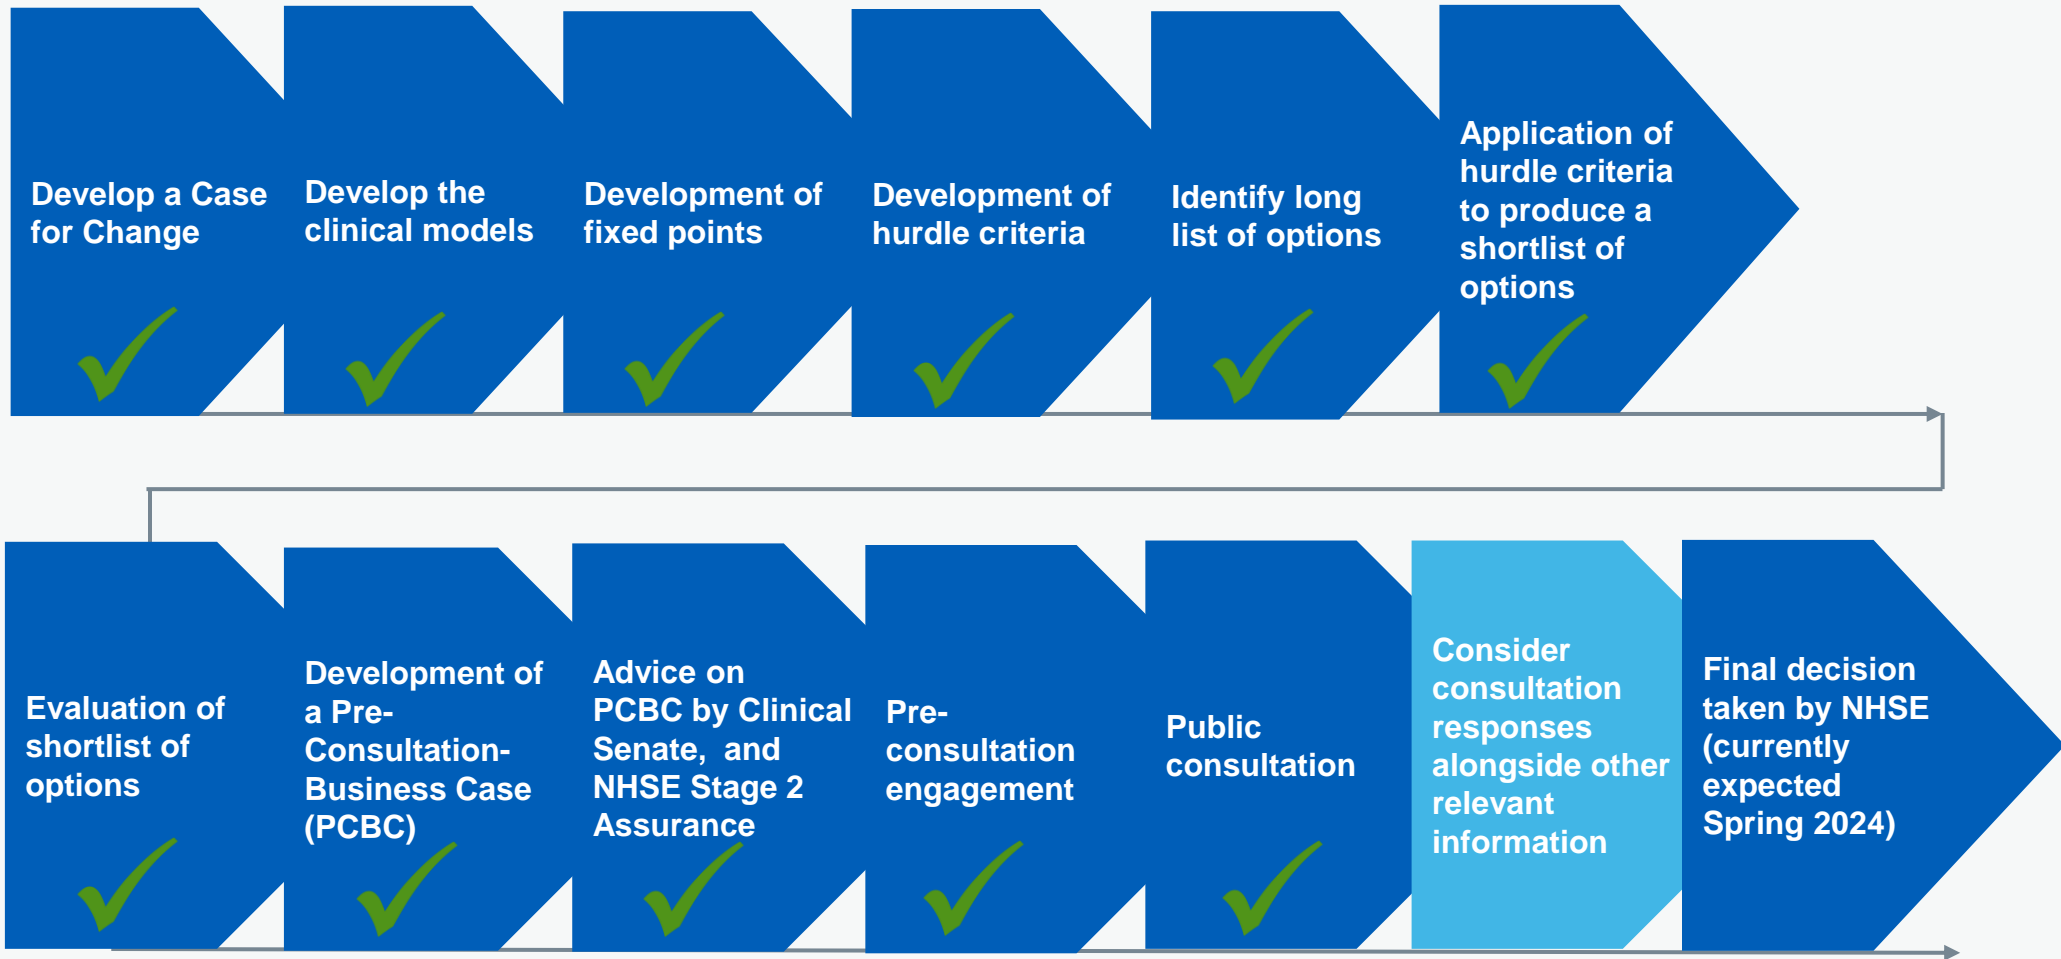 Develop a Case
for Change
Develop the
clinical models
Development of
fixed points
Development of
hurdle criteria
Identify long
list of options
Application of
hurdle criteria
to produce a
shortlist of
options
Evaluation of
shortlist of
options
Development of
a Pre-
Consultation-
Business Case
(PCBC)
Advice on
PCBC by Clinical
Senate, and
NHSE Stage 2
Assurance
Pre-
consultation
engagement
Public
consultation
Consider
consultation
responses
alongside other
relevant
information
Final decision
taken by NHSE
(currently
expected
Spring 2024)